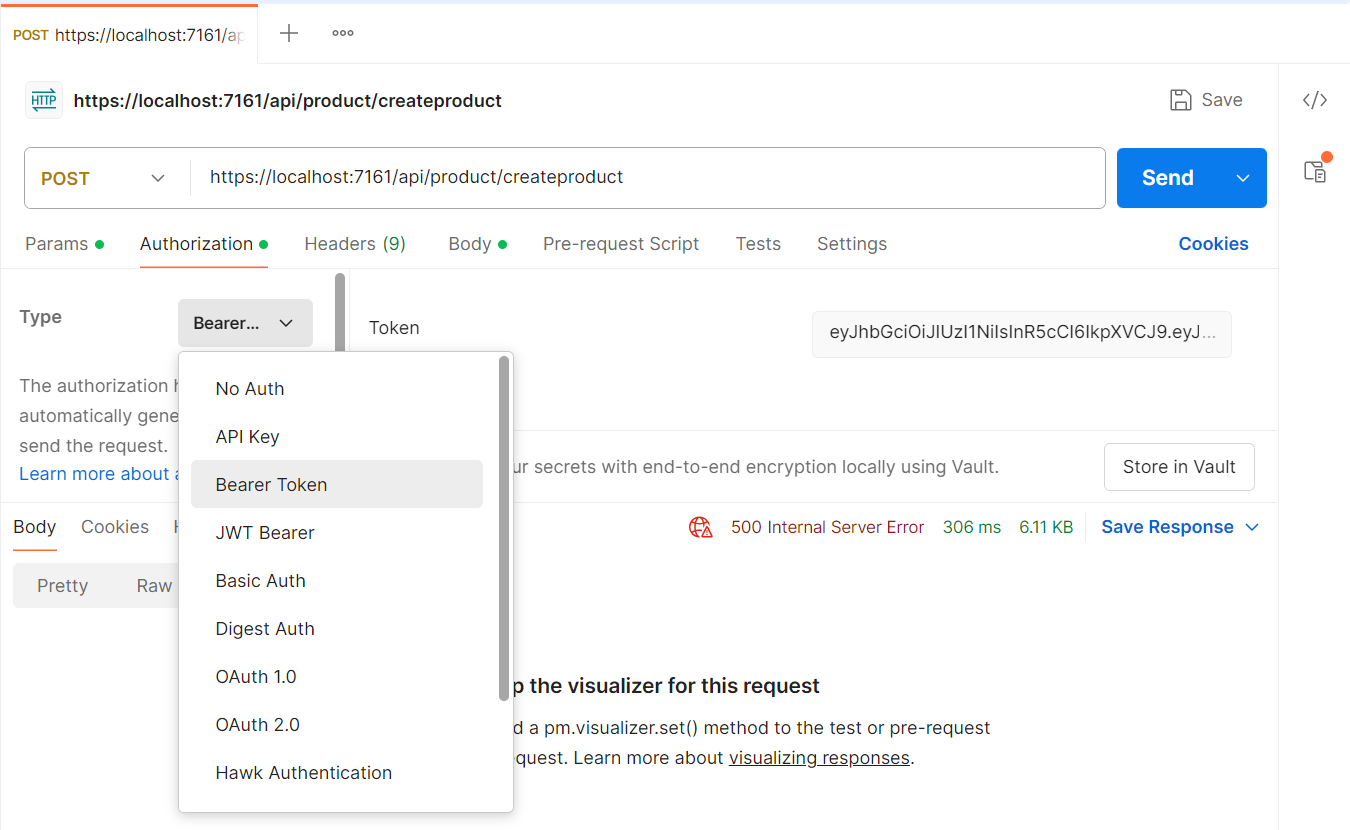 POST https://localhost:7161/ap
HTTP https://localhost:7161/api/product/createproduct
Save
POST
https://localhost:7161/api/product/createproduct
Send
Params
Authorization
Headers (9)
Body
Pre-request Script
Tests
Settings
Cookies
Type
Bearer...
Token
eyJhbGciOiJIUzI1NiIsInR5cCI6IkpXVCJ9.eyJ...
The authorization
automatically gene
send the request.
Learn more about
No Auth
API Key
Bearer Token
JWT Bearer
Basic Auth
Digest Auth
OAuth 1.0
OAuth 2.0
Hawk Authentication
ur secrets with end-to-end encryption locally using Vault.
Store in Vault
Body
Cookies
500 Internal Server Error
306 ms
6.11 KB
Save Response
Pretty
Raw
p the visualizer for this request
d a pm.visualizer.set() method to the test or pre-request
quest. Learn more about visualizing responses.